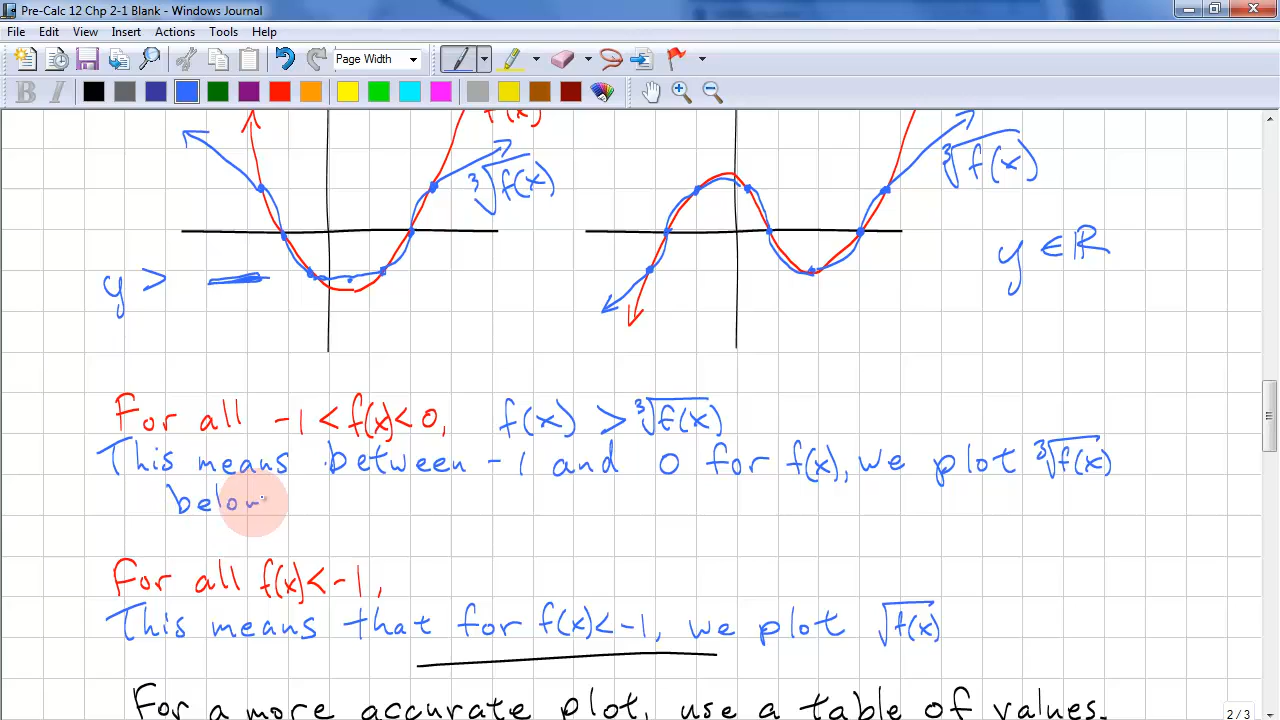 Pre-Calc 12 Chp 2-1 Blank - Windows Journal
File Edit View Insert Actions Tools Help
Page Width
B I
f(x)
∛f(x)
∛f(x)
y >
y ∈ ℝ
For all -1 < f(x) < 0, f(x) > ∛f(x)
This means between -1 and 0 for f(x), we plot ∛f(x)
below
For all f(x) < -1,
This means that for f(x) < -1, we plot √f(x)
For a more accurate plot, use a table of values.
2/3